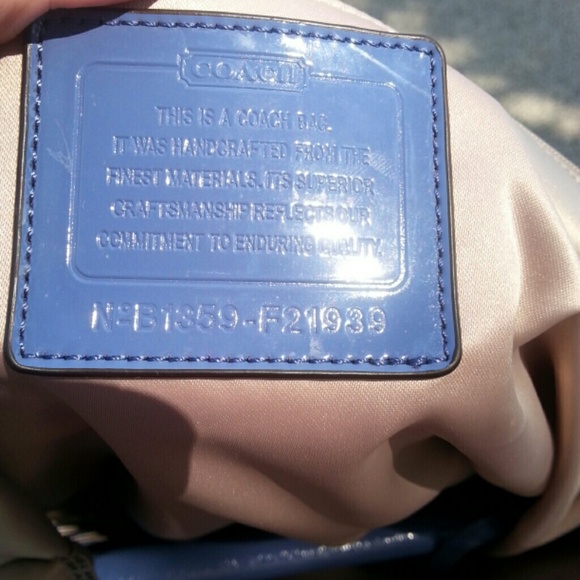 COACH
THIS IS A COACH BAG.
IT WAS HANDCRAFTED FROM THE
FINEST MATERIALS. ITS SUPERIOR
CRAFTSMANSHIP REFLECTS OUR
COMMITMENT TO ENDURING QUALITY.
Nº B1359-F21939